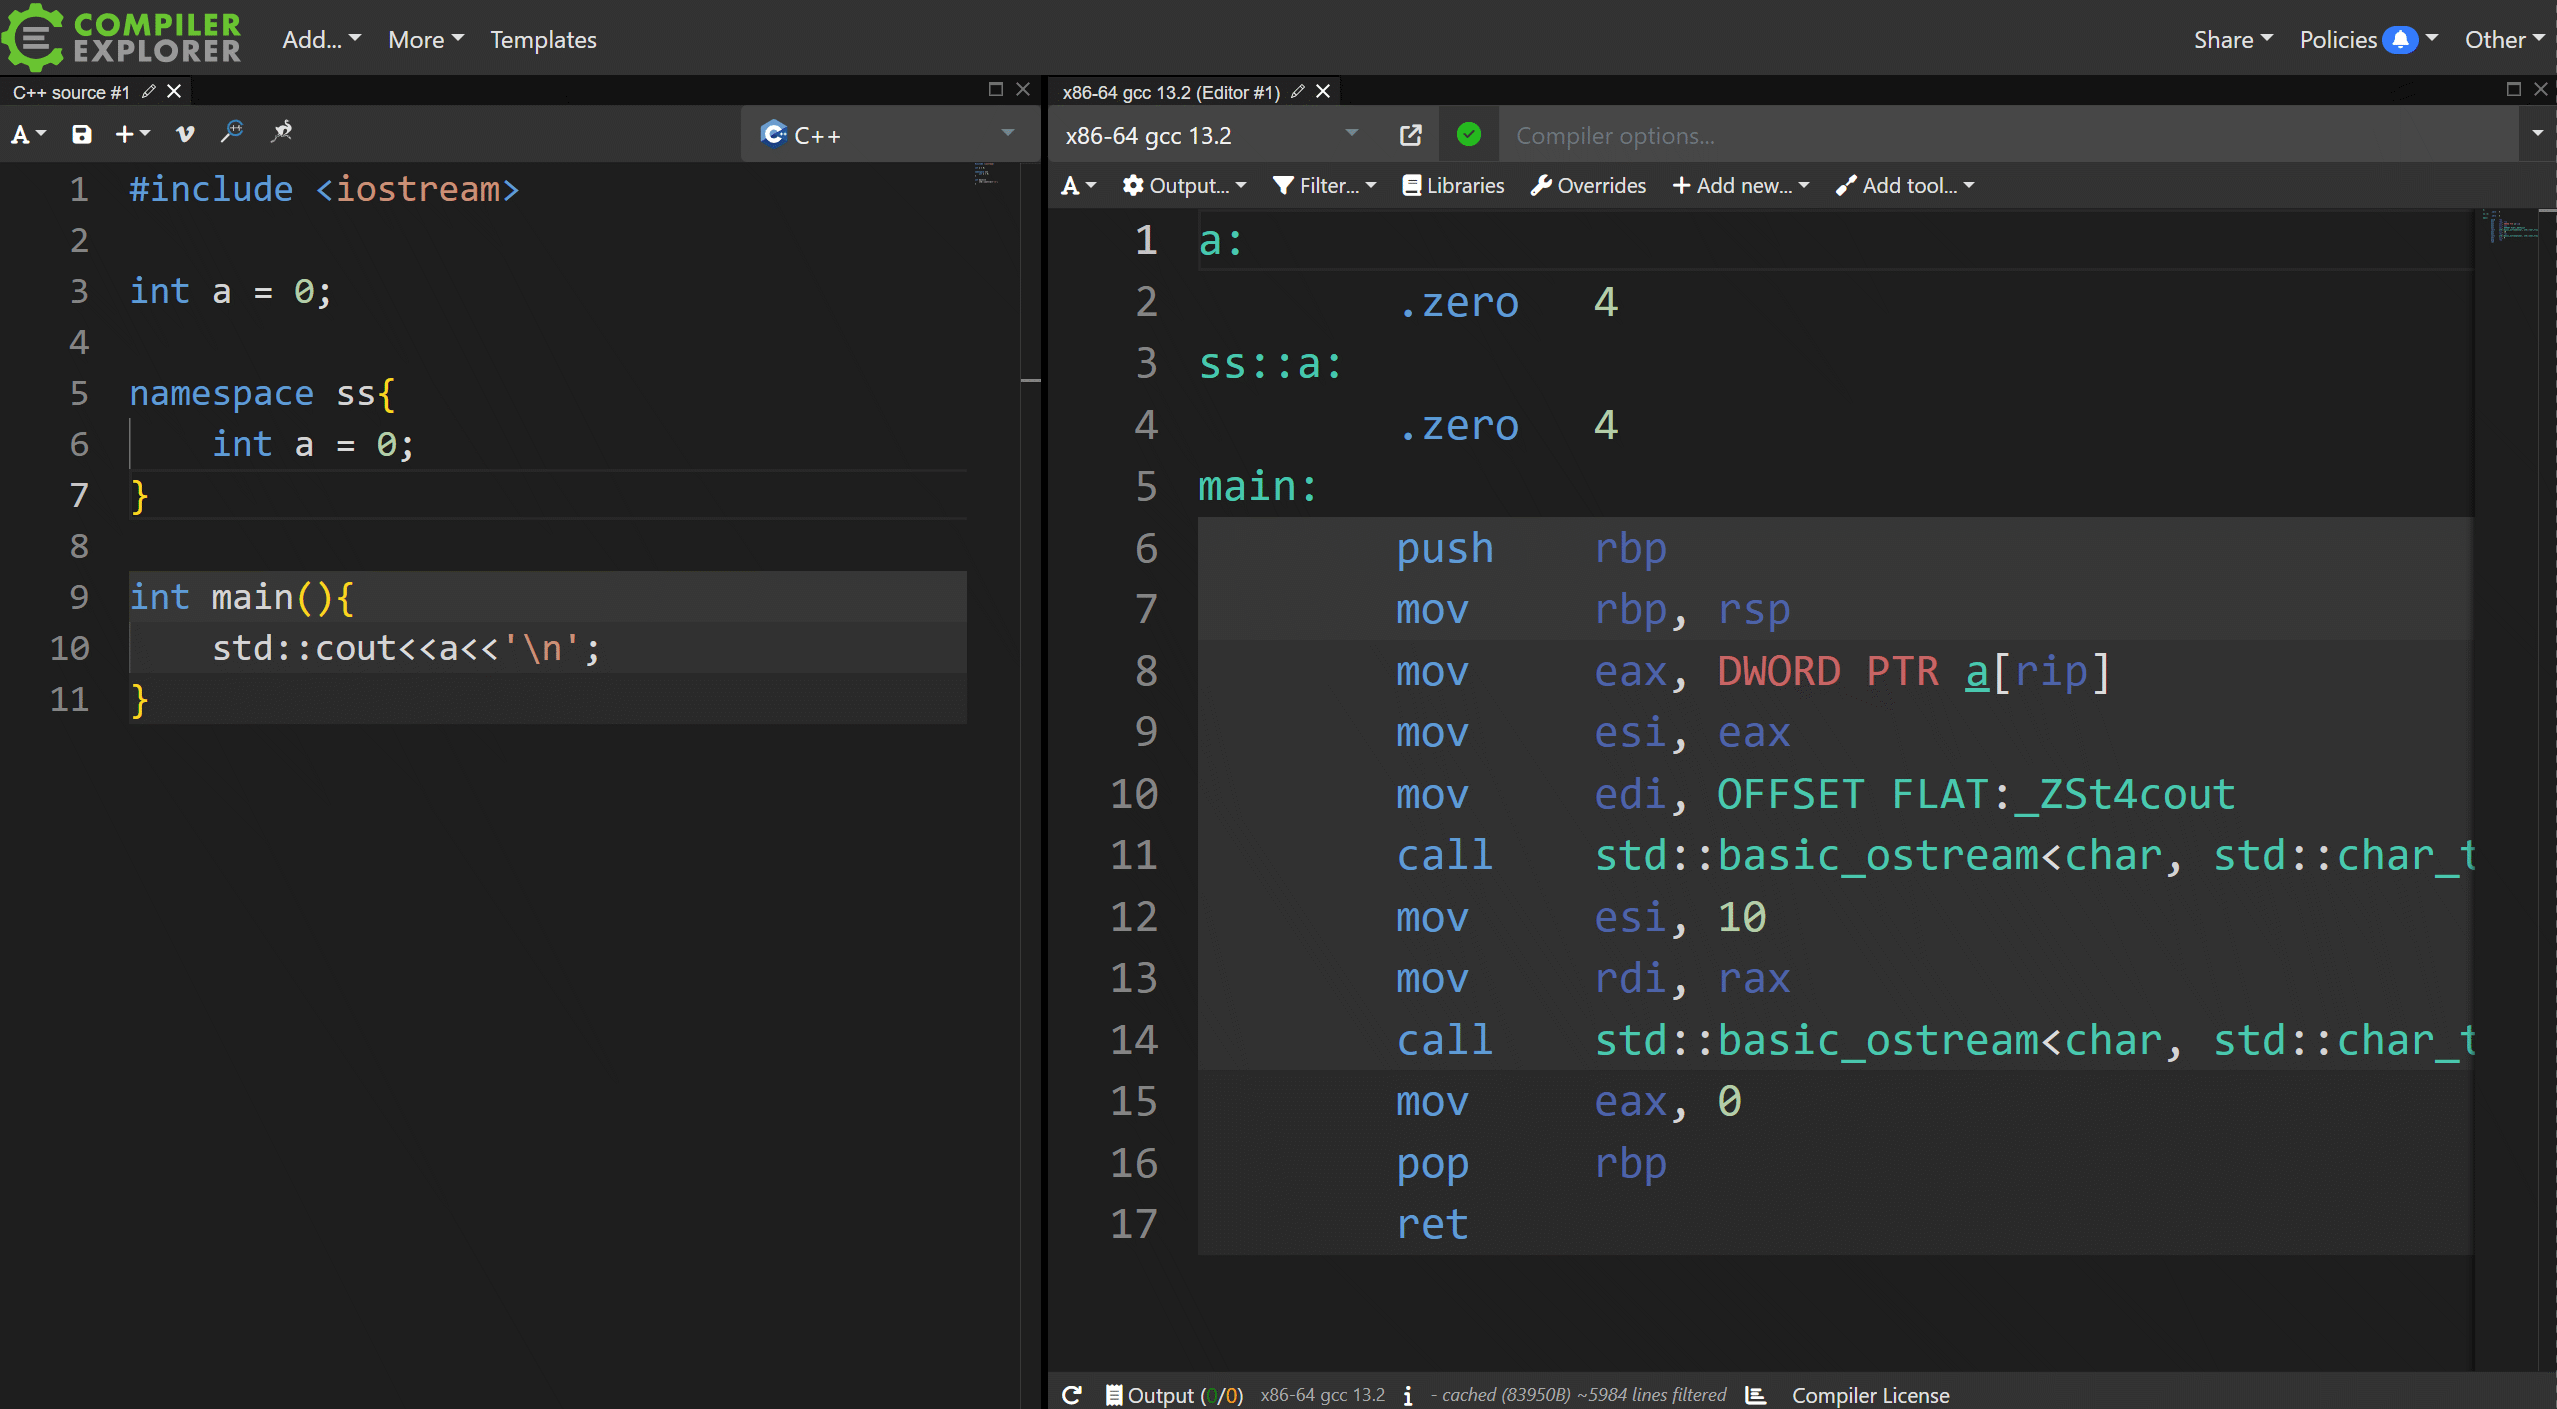 COMPILER EXPLORER Add... More Templates Share Policies Other
C++ source #1
C++
1 #include <iostream>
2
3 int a = 0;
4
5 namespace ss{
6     int a = 0;
7 }
8
9 int main(){
10     std::cout<<a<<'\n';
11 }
x86-64 gcc 13.2 (Editor #1)
x86-64 gcc 13.2 Compiler options...
A Output... Filter... Libraries Overrides Add new... Add tool...
1 a:
2         .zero   4
3 ss::a:
4         .zero   4
5 main:
6         push    rbp
7         mov     rbp, rsp
8         mov     eax, DWORD PTR a[rip]
9         mov     esi, eax
10         mov     edi, OFFSET FLAT:_ZSt4cout
11         call    std::basic_ostream<char, std::char_t
12         mov     esi, 10
13         mov     rdi, rax
14         call    std::basic_ostream<char, std::char_t
15         mov     eax, 0
16         pop     rbp
17         ret
Output (0/0) x86-64 gcc 13.2 i - cached (83950B) ~5984 lines filtered Compiler License